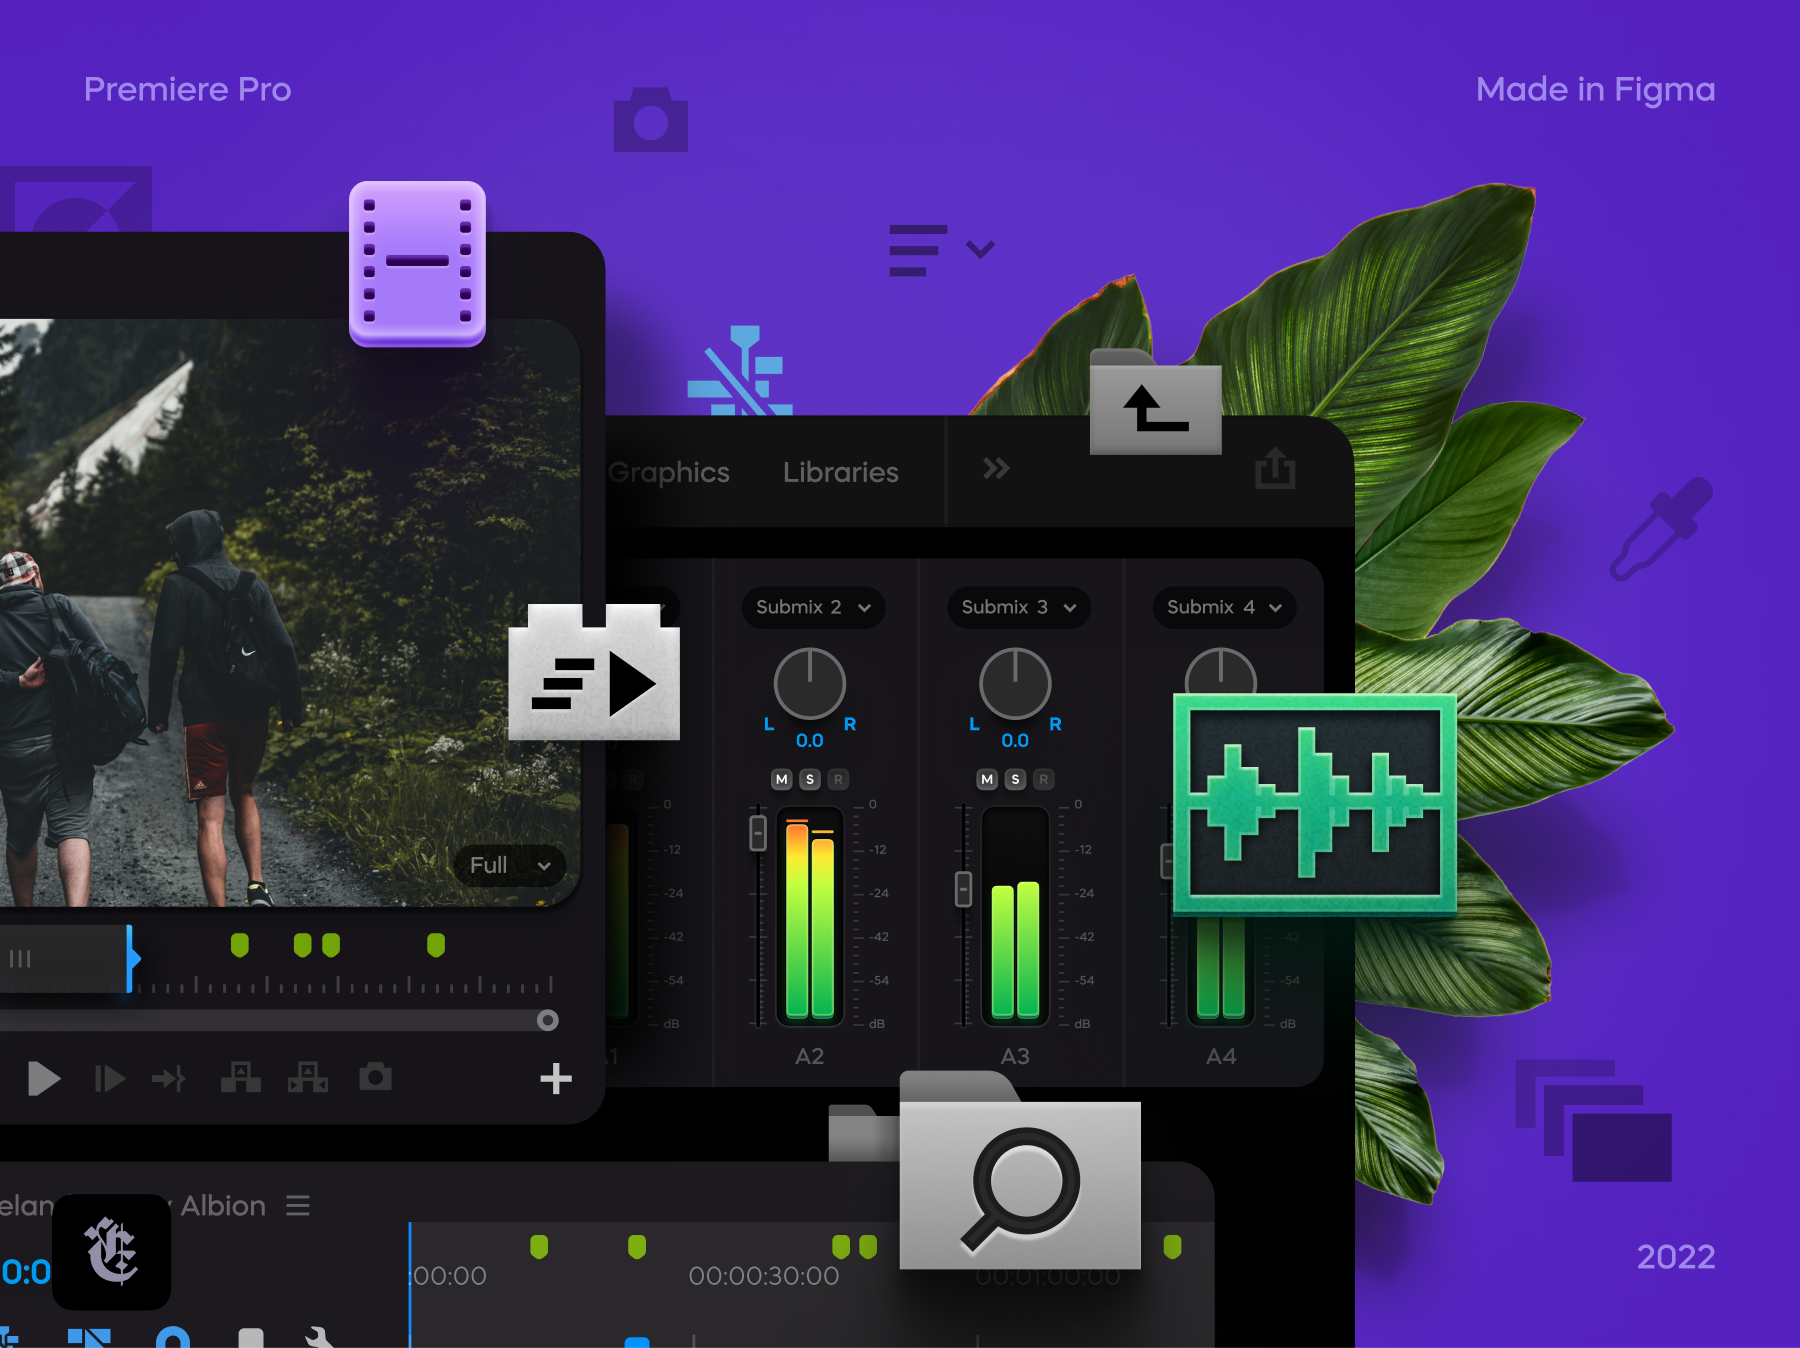 Premiere Pro
Made in Figma
Graphics
Libraries
Submix 2
Submix 3
Submix 4
L R
0.0
L R
0.0
M S R
M S R
R
0
-12
-24
-42
-54
dB
0
-12
-24
-42
-54
dB
0
-12
-24
-42
-54
dB
-42
-54
dB
A1
A2
A3
A4
Full
Albion
0:0
:00:00
00:00:30:00
00:01:00:00
2022